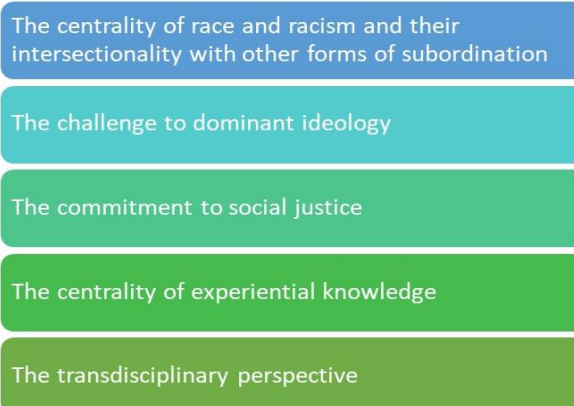 The centrality of race and racism and their
intersectionality with other forms of subordination
The challenge to dominant ideology
The commitment to social justice
The centrality of experiential knowledge
The transdisciplinary perspective